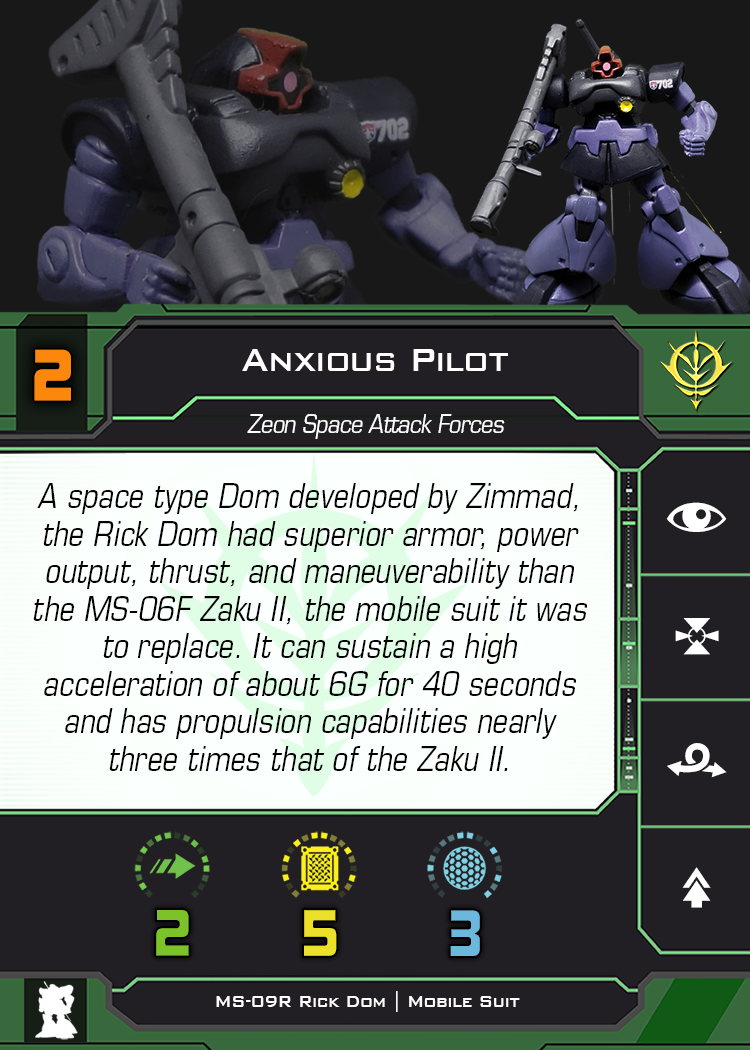 702
702
2
Anxious Pilot
Zeon Space Attack Forces
A space type Dom developed by Zimmad,
the Rick Dom had superior armor, power
output, thrust, and maneuverability than
the MS-06F Zaku II, the mobile suit it was
to replace. It can sustain a high
acceleration of about 6G for 40 seconds
and has propulsion capabilities nearly
three times that of the Zaku II.
2
5
3
MS-09R Rick Dom | Mobile Suit